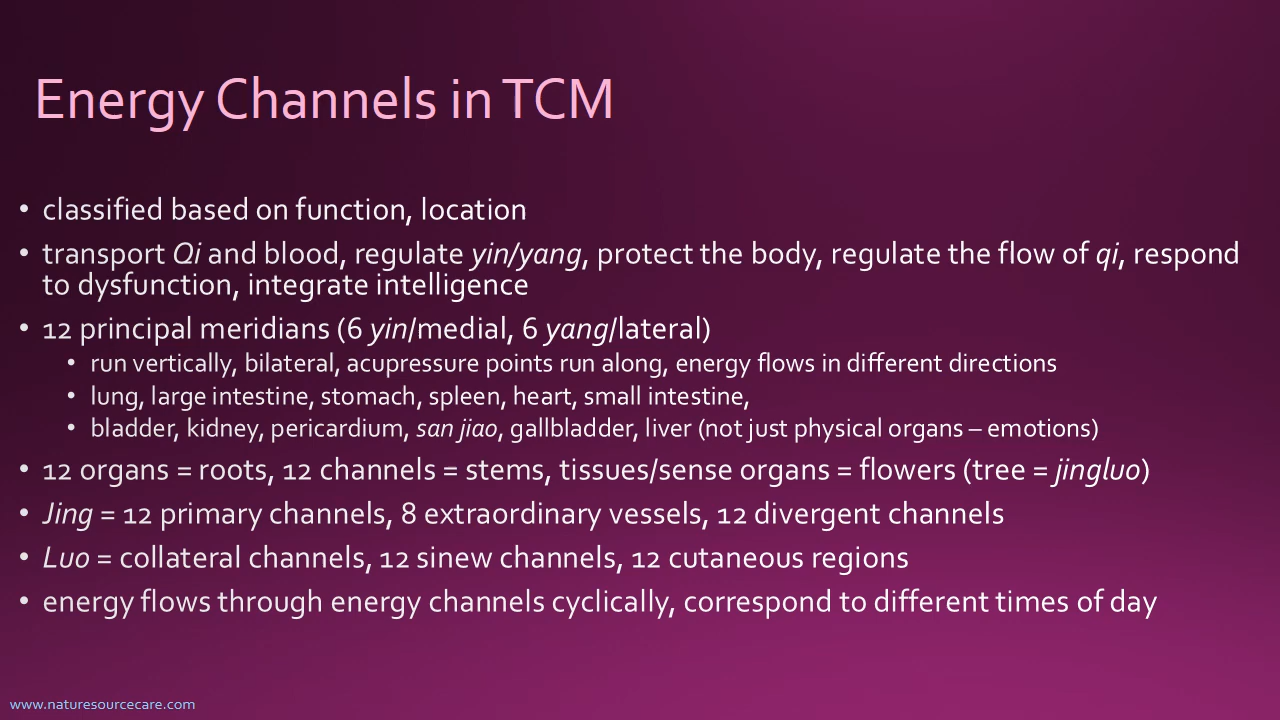 Energy Channels in TCM
• classified based on function, location
• transport Qi and blood, regulate yin/yang, protect the body, regulate the flow of qi, respond
to dysfunction, integrate intelligence
• 12 principal meridians (6 yin/medial, 6 yang/lateral)
• run vertically, bilateral, acupressure points run along, energy flows in different directions
• lung, large intestine, stomach, spleen, heart, small intestine,
• bladder, kidney, pericardium, san jiao, gallbladder, liver (not just physical organs – emotions)
• 12 organs = roots, 12 channels = stems, tissues/sense organs = flowers (tree = jingluo)
• Jing = 12 primary channels, 8 extraordinary vessels, 12 divergent channels
• Luo = collateral channels, 12 sinew channels, 12 cutaneous regions
• energy flows through energy channels cyclically, correspond to different times of day
www.naturesourcecare.com